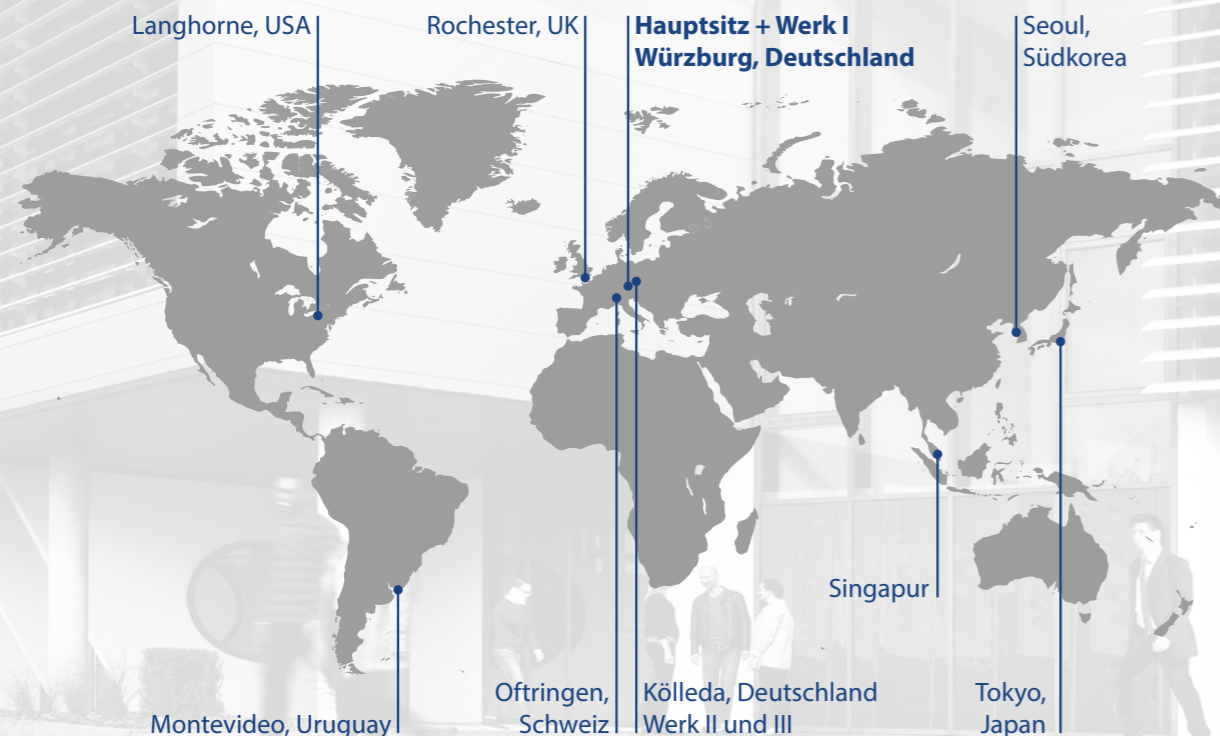 Langhorne, USA
Rochester, UK
Hauptsitz + Werk I
Würzburg, Deutschland
Seoul,
Südkorea
Singapur
Montevideo, Uruguay
Oftringen,
Schweiz
Kölleda, Deutschland
Werk II und III
Tokyo,
Japan